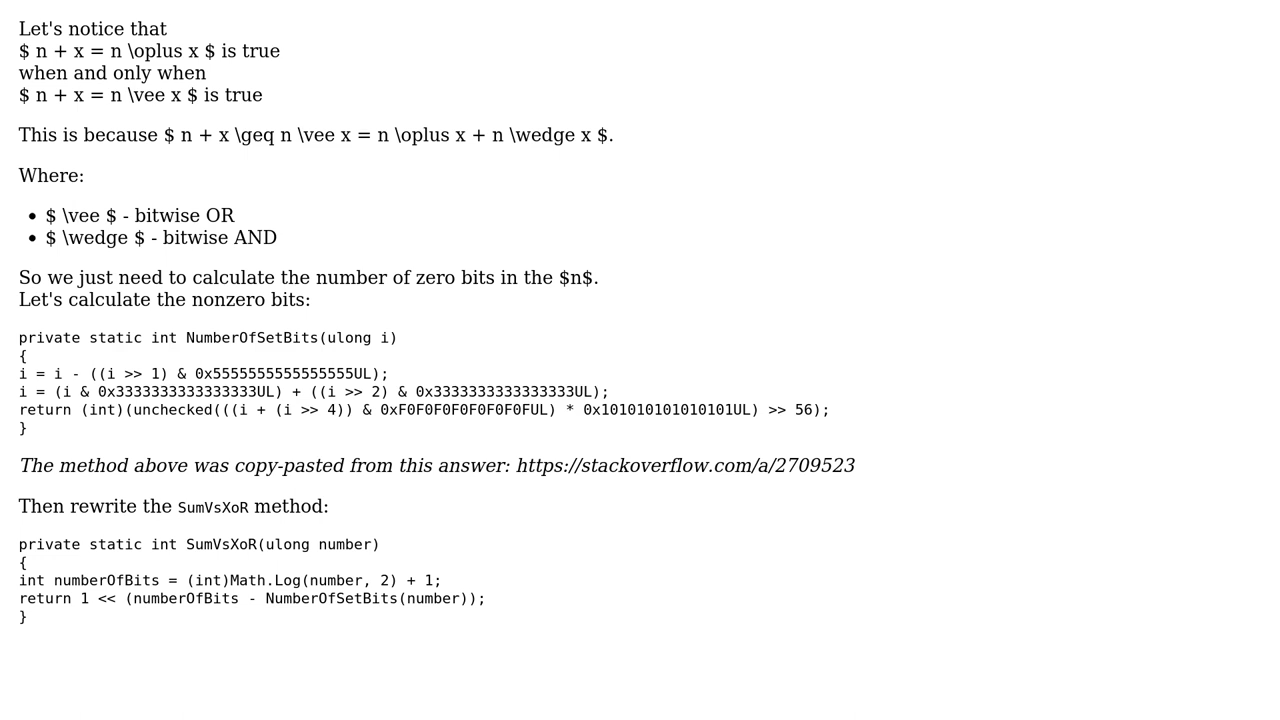 Let's notice that
$ n + x = n \oplus x $ is true
when and only when
$ n + x = n \vee x $ is true
This is because $ n + x \geq n \vee x = n \oplus x + n \wedge x $.
Where:
• $ \vee $ - bitwise OR
• $ \wedge $ - bitwise AND
So we just need to calculate the number of zero bits in the $n$.
Let's calculate the nonzero bits:
private static int NumberOfSetBits(ulong i)
{
i = i - ((i >> 1) & 0x5555555555555555UL);
i = (i & 0x3333333333333333UL) + ((i >> 2) & 0x3333333333333333UL);
return (int)(unchecked(((i + (i >> 4)) & 0xF0F0F0F0F0F0F0FUL) * 0x101010101010101UL) >> 56);
}
The method above was copy-pasted from this answer: https://stackoverflow.com/a/2709523
Then rewrite the SumVsXoR method:
private static int SumVsXoR(ulong number)
{
int numberOfBits = (int)Math.Log(number, 2) + 1;
return 1 << (numberOfBits - NumberOfSetBits(number));
}